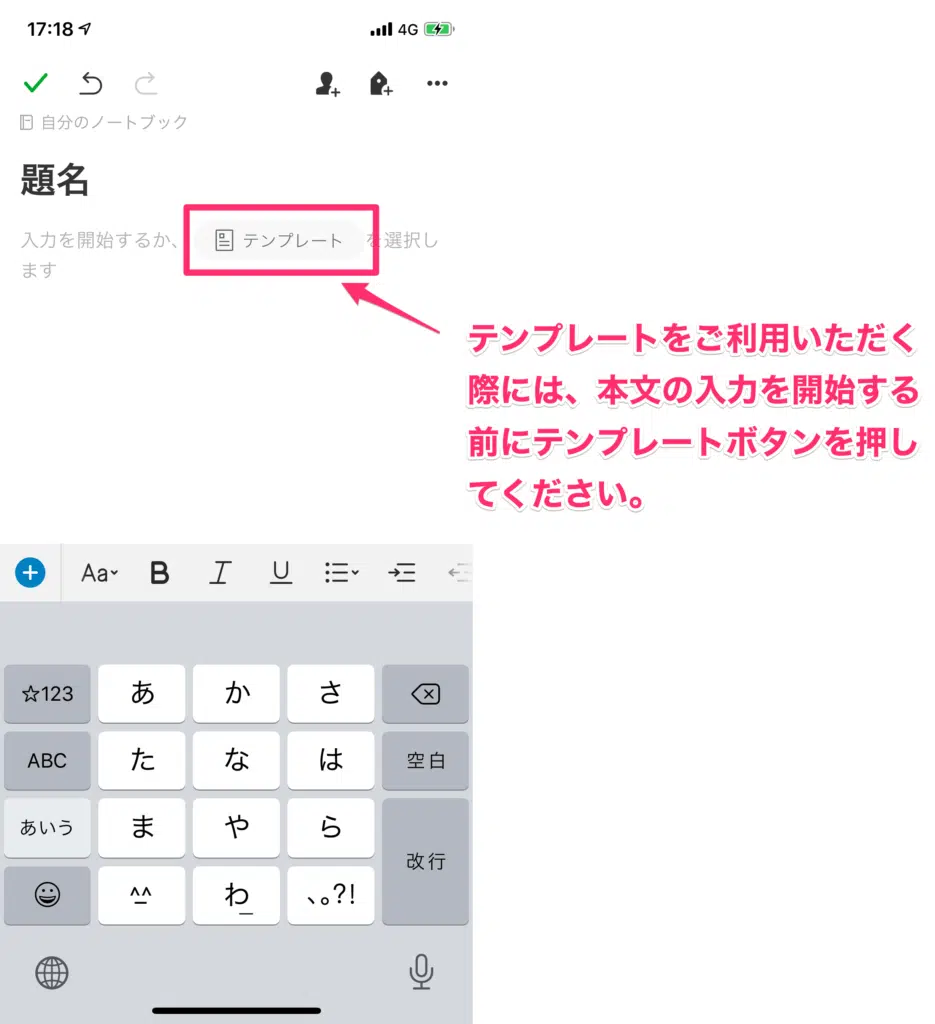 17:18
4G
自分のノートブック
題名
入力を開始するか、 テンプレート を選択し
ます
テンプレートをご利用いただく
際には、本文の入力を開始する
前にテンプレートボタンを押し
てください。
Aa B I U
☆123 あ か さ
ABC た な は 空白
あいう ま や ら
改行
^^ わ 、。?!